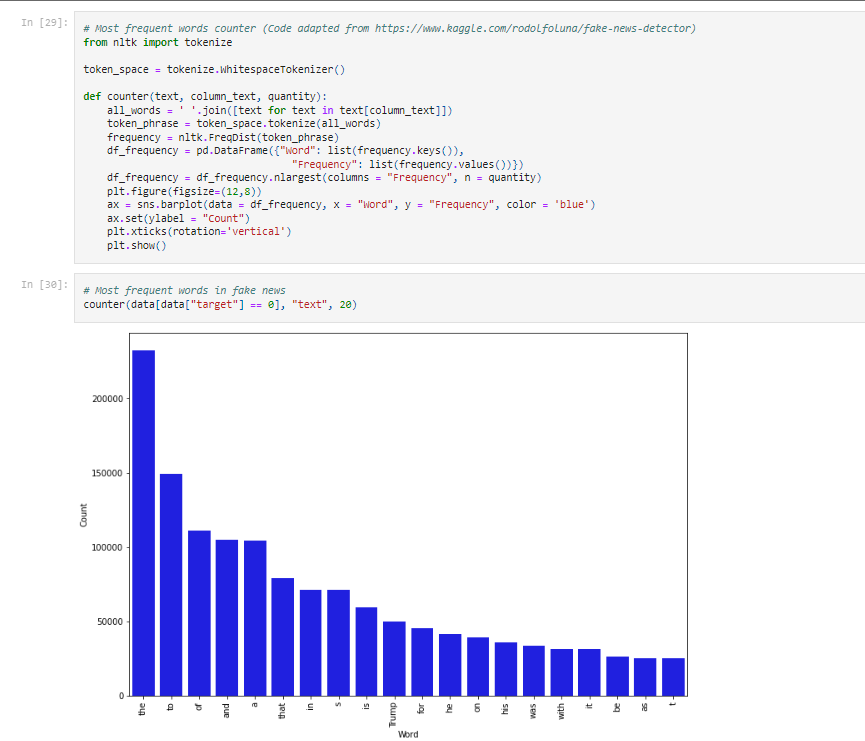 In [29]:
# Most frequent words counter (Code adapted from https://www.kaggle.com/rodolfoluna/fake-news-detector)
from nltk import tokenize
token_space = tokenize.WhitespaceTokenizer()
def counter(text, column_text, quantity):
    all_words = ' '.join([text for text in text[column_text]])
    token_phrase = token_space.tokenize(all_words)
    frequency = nltk.FreqDist(token_phrase)
    df_frequency = pd.DataFrame({"Word": list(frequency.keys()),
                                 "Frequency": list(frequency.values())})
    df_frequency = df_frequency.nlargest(columns = "Frequency", n = quantity)
    plt.figure(figsize=(12,8))
    ax = sns.barplot(data = df_frequency, x = "Word", y = "Frequency", color = 'blue')
    ax.set(ylabel = "Count")
    plt.xticks(rotation='vertical')
    plt.show()
In [30]:
# Most frequent words in fake news
counter(data[data["target"] == 0], "text", 20)
200000
150000
Count
100000
50000
0
the to of and a that in s is Trump for he on his was with it be as t
Word